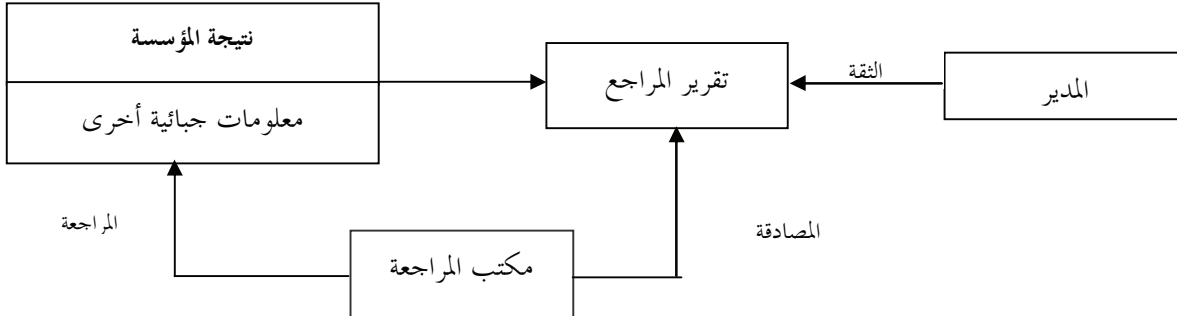 نتيجة المؤسسة
معلومات جبائية أخرى
تقرير المراجع
الثقة
المدير
المراجعة
مكتب المراجعة
المصادقة